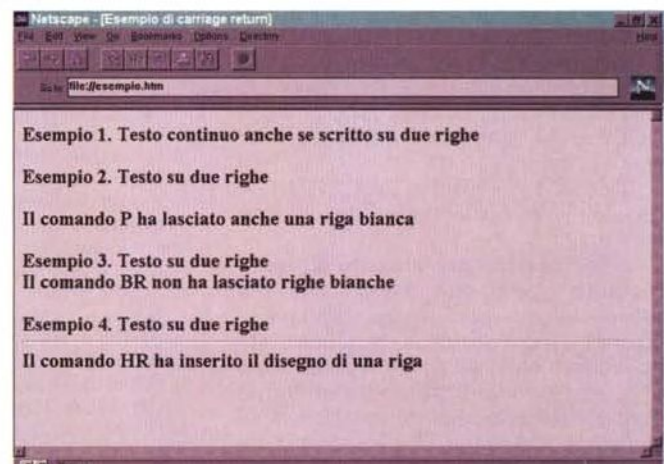 Netscape - [Esempio di carriage return]
File Edit View Go Bookmarks Options Directory Help
Go to: file://esempio.htm
N
Esempio 1. Testo continuo anche se scritto su due righe
Esempio 2. Testo su due righe
Il comando P ha lasciato anche una riga bianca
Esempio 3. Testo su due righe
Il comando BR non ha lasciato righe bianche
Esempio 4. Testo su due righe
Il comando HR ha inserito il disegno di una riga